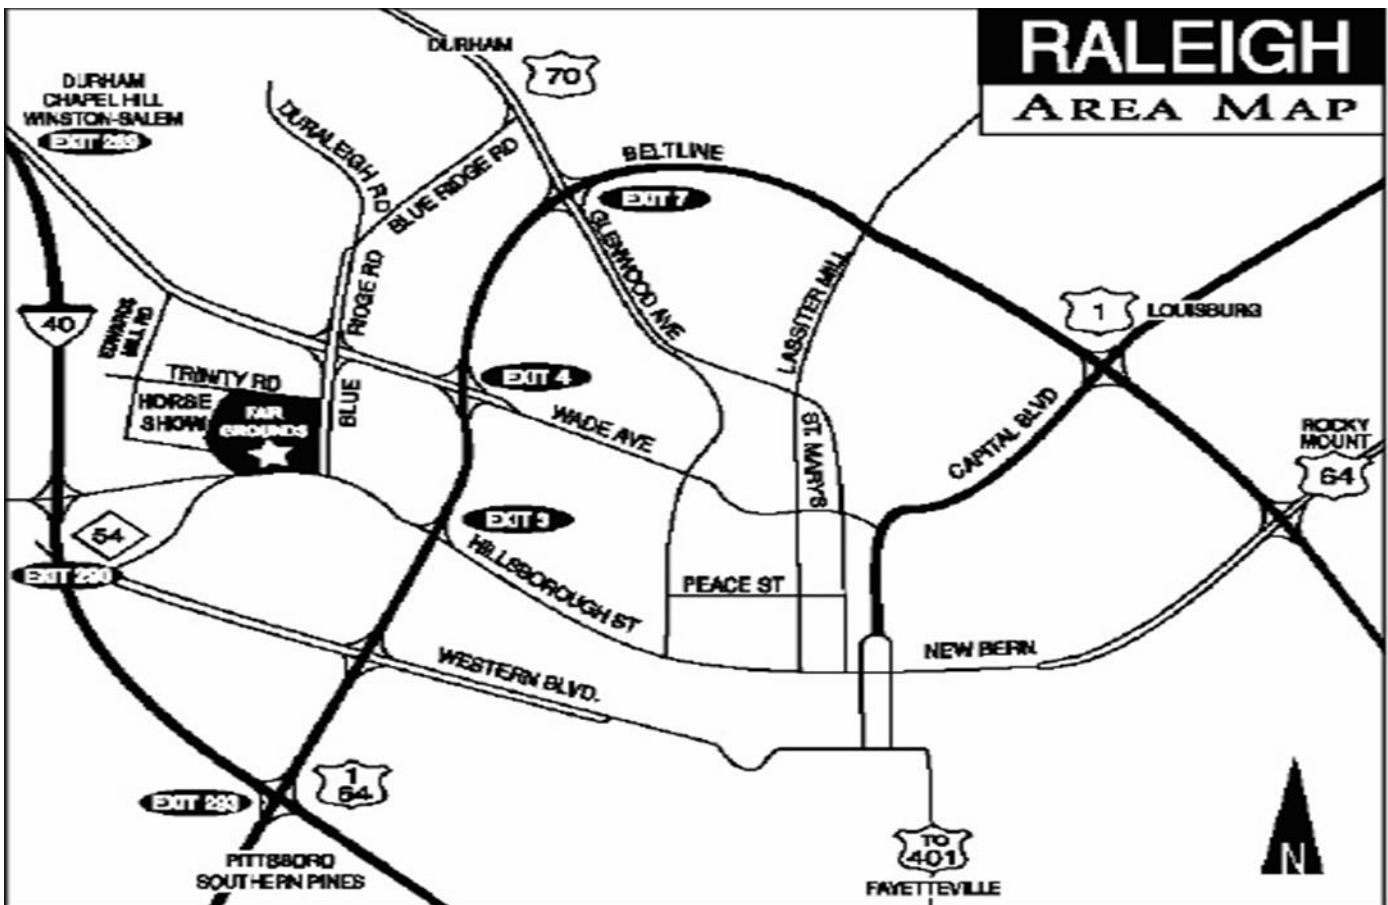 RALEIGH
AREA MAP
DURHAM
70
DURHAM
CHAPEL HILL
WINSTON-SALEM
EXIT 289
DURALEIGH RD
BLUE RIDGE RD
BELTLINE
EXIT 7
GLENWOOD AVE
LASSITER MILL
RIDGE RD
BLUE
40
EDWARDS
MILL RD
1
LOUISBURG
TRINITY RD
HORSE
SHOW
FAIR
GROUNDS
EXIT 4
WADE AVE
ST. MARYS
CAPITAL BLVD
ROCKY
MOUNT
64
54
EXIT 3
HILLSBOROUGH ST
EXIT 290
PEACE ST
NEW BERN
WESTERN BLVD.
1
64
EXIT 293
TO
401
FAYETTEVILLE
PITTSBORO
SOUTHERN PINES
N